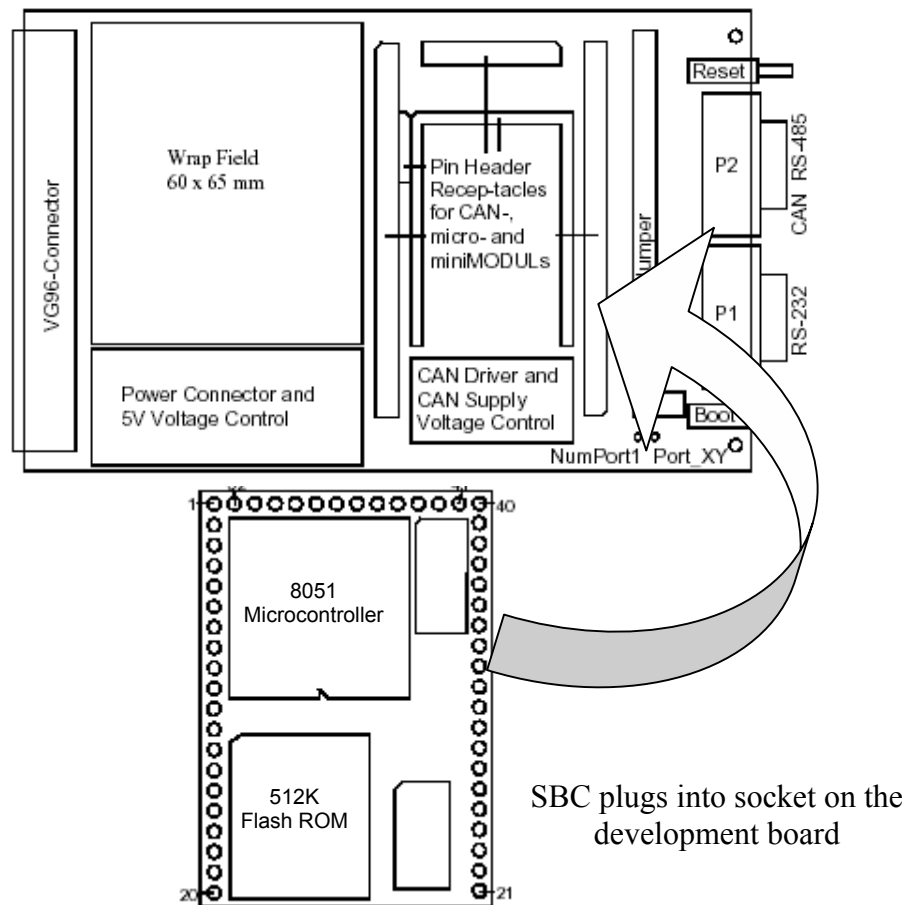 Reset
VG96-Connector
Wrap Field
60 x 65 mm
Pin Header
Recep-tacles
for CAN-,
micro- and
miniMODULs
P2
CAN RS-485
P1
RS-232
Power Connector and
5V Voltage Control
CAN Driver and
CAN Supply
Voltage Control
Boot
NumPort1 Port_XY
1
40
8051
Microcontroller
512K
Flash ROM
20
21
SBC plugs into socket on the
development board